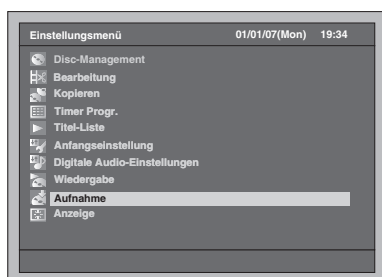 Einstellungsmenü 01/01/07(Mon) 19:34
Disc-Management
Bearbeitung
Kopieren
Timer Progr.
Titel-Liste
Anfangseinstellung
Digitale Audio-Einstellungen
Wiedergabe
Aufnahme
Anzeige